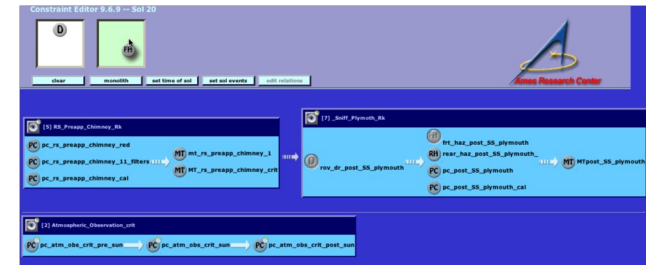 Constraint Editor 9.6.9 -- Sol 20
D
FH
clear monolith set time of sol set sol events edit relations
Ames Research Center
[5] RS_Preapp_Chimney_Rk
PC pc_rs_preapp_chimney_red
PC pc_rs_preapp_chimney_11_filters
PC pc_rs_preapp_chimney_cal
MT mt_rs_preapp_chimney_1
MT MT_rs_preapp_chimney_crit
[7] _Sniff_Plymoth_Rk
rov_dr_post_SS_plymouth
frt_haz_post_SS_plymouth
RH rear_haz_post_SS_plymouth_
PC pc_post_SS_plymouth
PC pc_post_SS_plymouth_cal
MT MTpost_SS_plymouth
[2] Atmospheric_Observation_crit
PC pc_atm_obs_crit_pre_sun PC pc_atm_obs_crit_sun PC pc_atm_obs_crit_post_sun